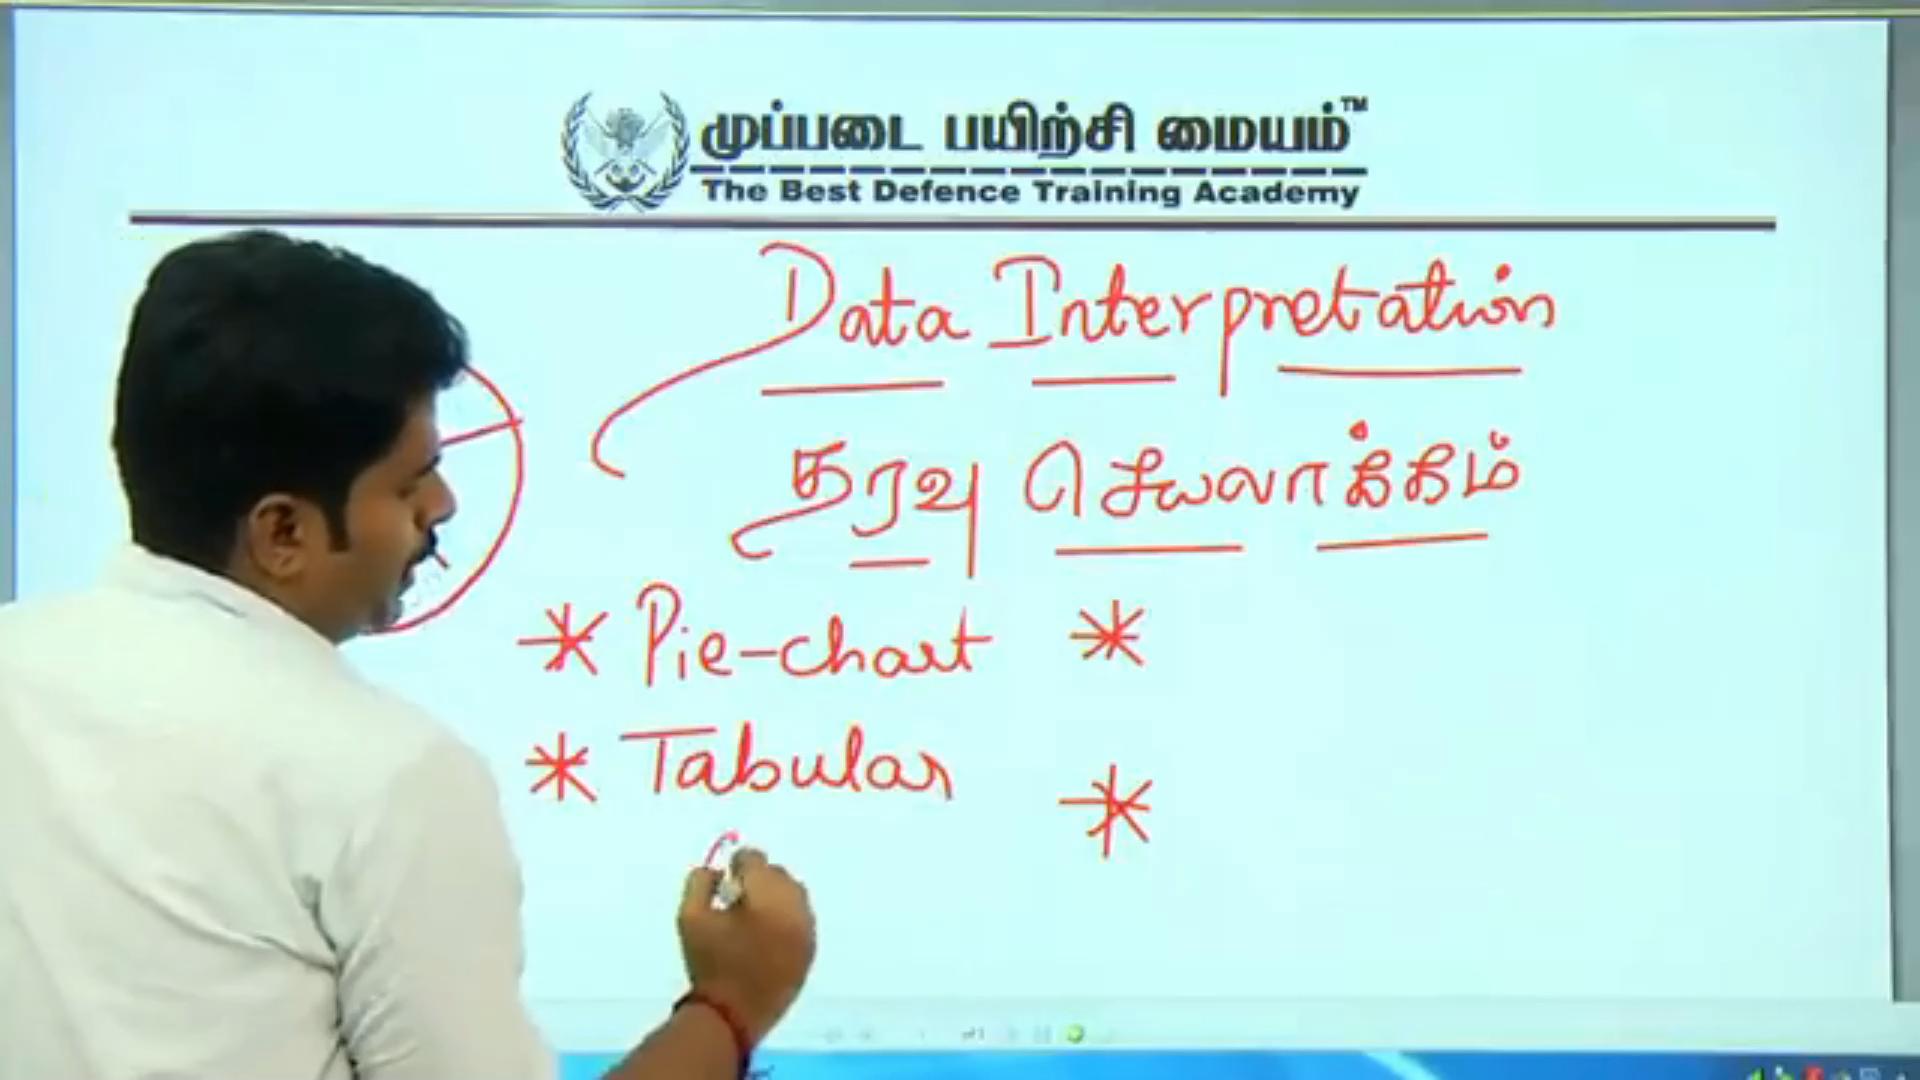 முப்படை பயிற்சி மையம்™
The Best Defence Training Academy
Data Interpretation
தரவு செயலாக்கம்
* Pie-chart *
* Tabular *